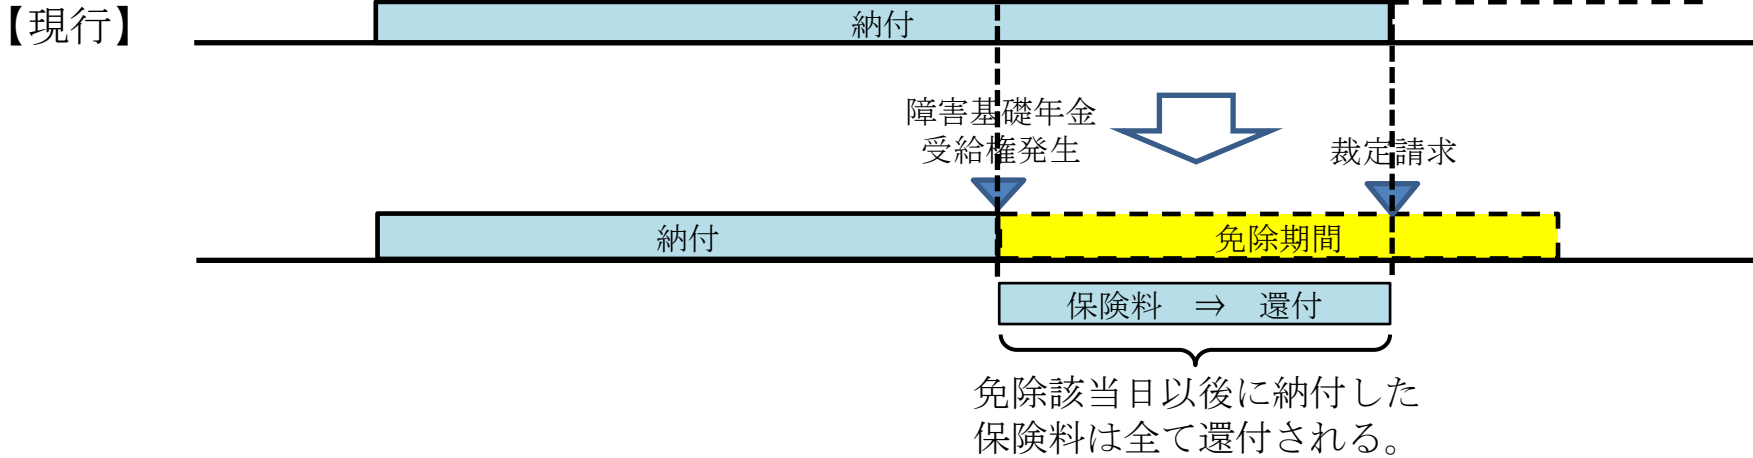 【現行】
納付
障害基礎年金
受給権発生
裁定請求
納付
免除期間
保険料 ⇒ 還付
免除該当日以後に納付した
保険料は全て還付される。